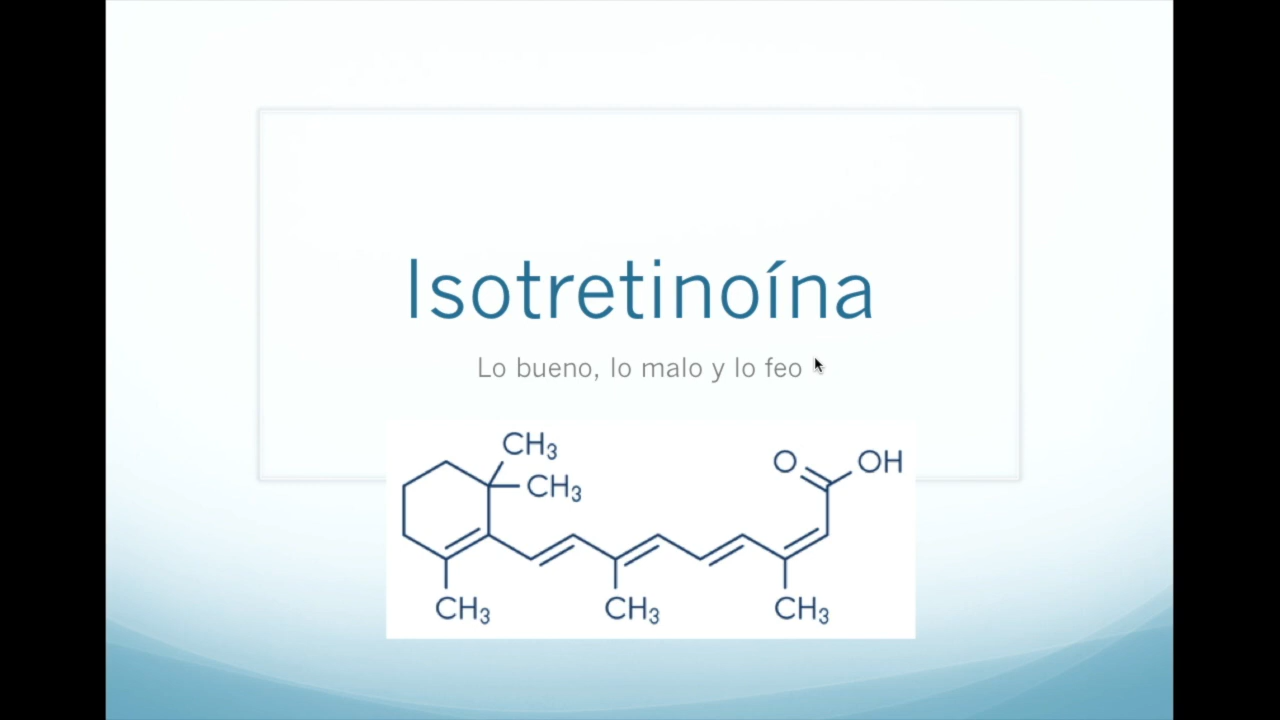 Isotretinoína
Lo bueno, lo malo y lo feo
CH₃
CH₃
O
OH
CH₃
CH₃
CH₃